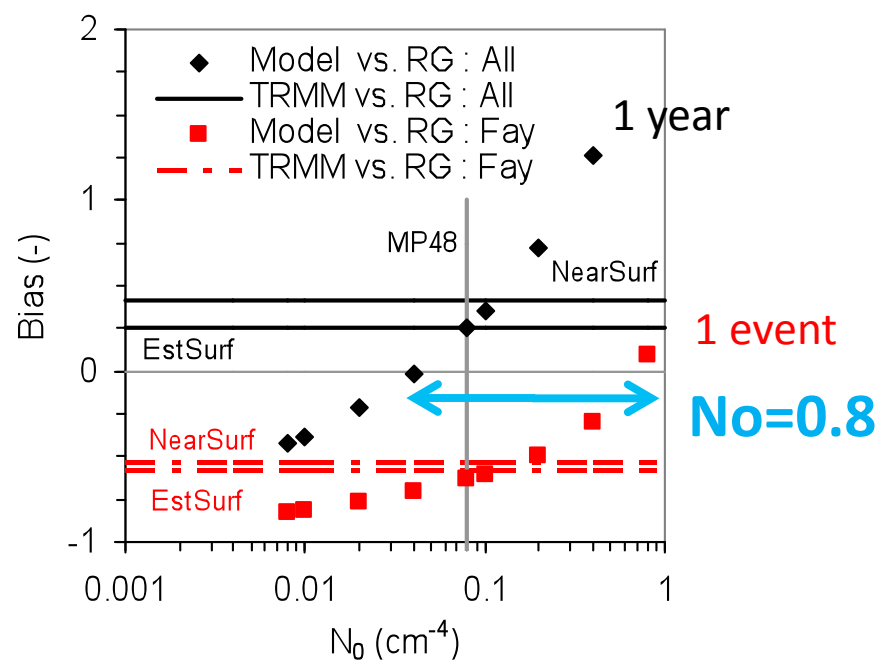 2
Model vs. RG : All
TRMM vs. RG : All
Model vs. RG : Fay
TRMM vs. RG : Fay
1 year
1
MP48
NearSurf
Bias (-)
EstSurf
1 event
0
No=0.8
NearSurf
EstSurf
-1
0.001 0.01 0.1 1
N₀ (cm⁻⁴)